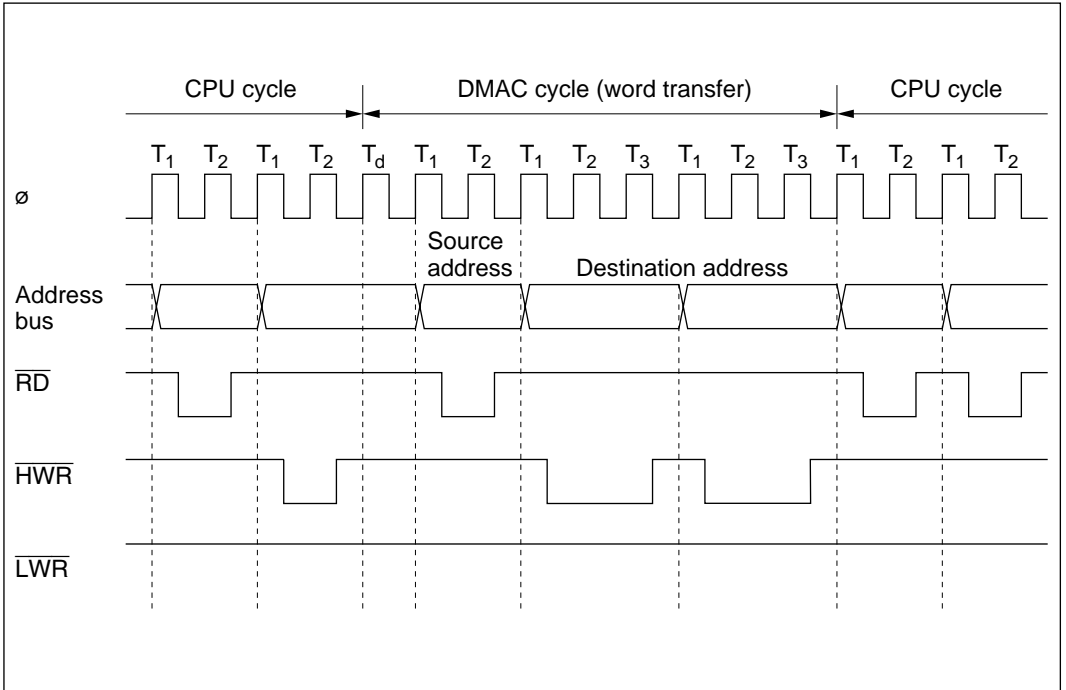 CPU cycle DMAC cycle (word transfer) CPU cycle
T1 T2 T1 T2 Td T1 T2 T1 T2 T3 T1 T2 T3 T1 T2 T1 T2
ø
Source
address Destination address
Address
bus
RD
HWR
LWR